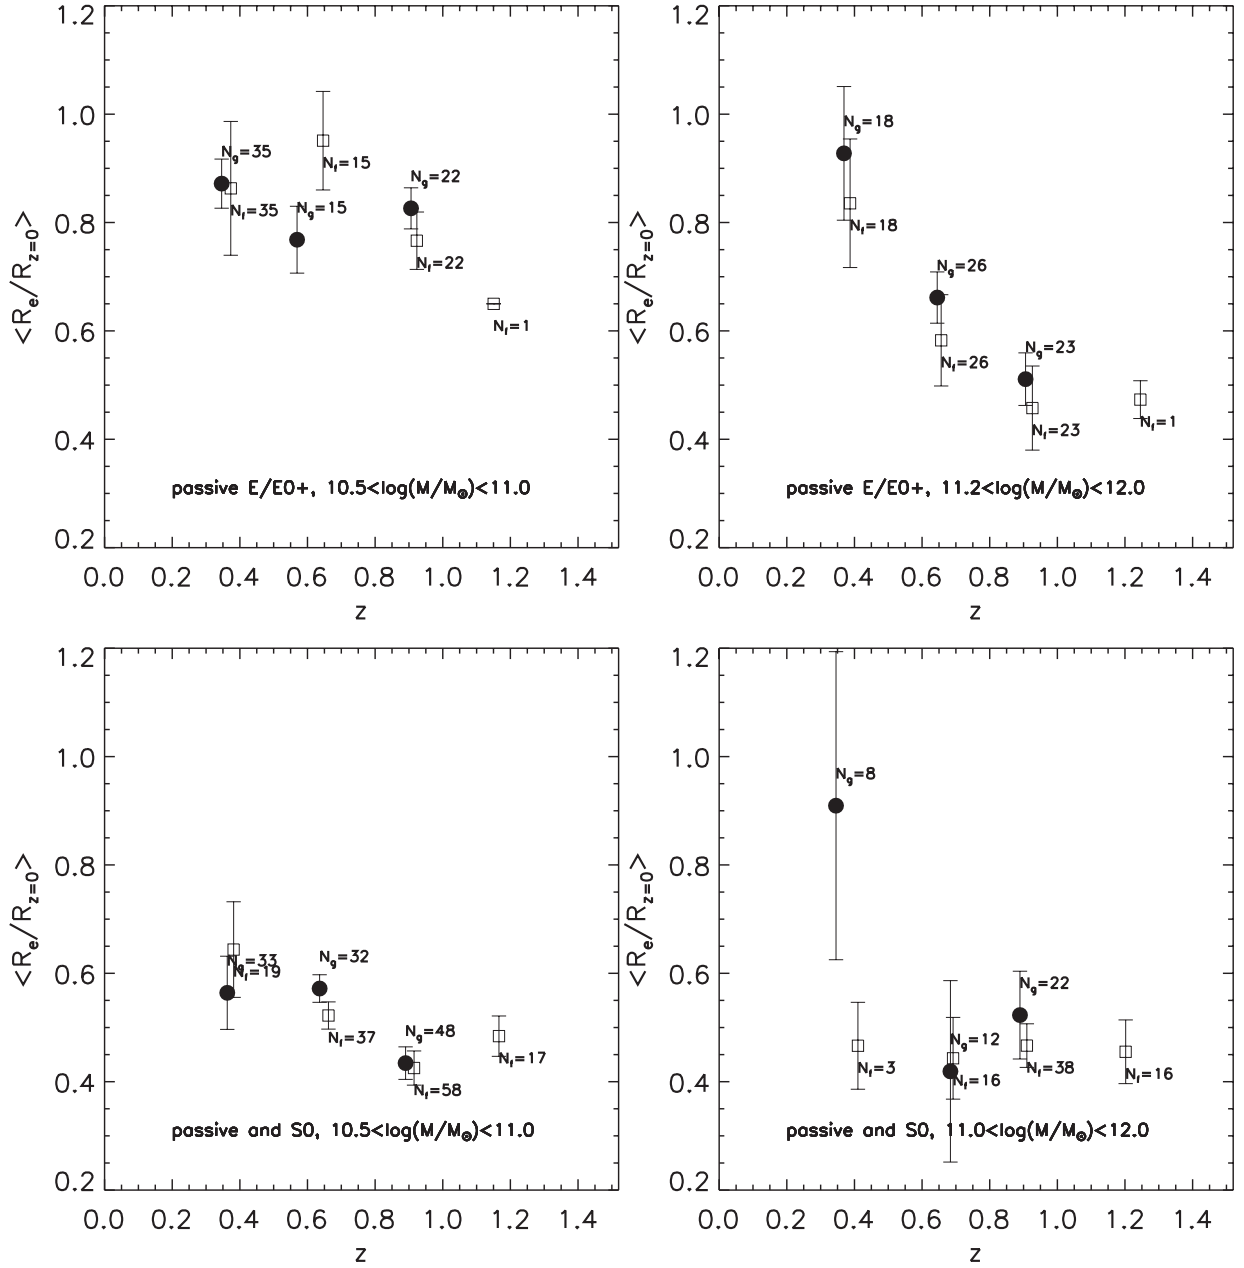 1.2
1.0
0.8
0.6
0.4
0.2
<R_e/R_{z=0}>
N_g=35
N_f=35
N_g=15
N_f=15
N_g=22
N_f=22
N_f=1
passive E/E0+, 10.5<log(M/M_⊙)<11.0
0.0 0.2 0.4 0.6 0.8 1.0 1.2 1.4
z
1.2
1.0
0.8
0.6
0.4
0.2
<R_e/R_{z=0}>
N_g=18
N_f=18
N_g=26
N_f=26
N_g=23
N_f=23
N_f=1
passive E/E0+, 11.2<log(M/M_⊙)<12.0
0.0 0.2 0.4 0.6 0.8 1.0 1.2 1.4
z
1.2
1.0
0.8
0.6
0.4
0.2
<R_e/R_{z=0}>
N_g=33
N_f=19
N_g=32
N_f=37
N_g=48
N_f=58
N_f=17
passive and S0, 10.5<log(M/M_⊙)<11.0
0.0 0.2 0.4 0.6 0.8 1.0 1.2 1.4
z
1.2
1.0
0.8
0.6
0.4
0.2
<R_e/R_{z=0}>
N_g=8
N_f=3
N_g=12
N_f=16
N_g=22
N_f=38
N_f=16
passive and S0, 11.0<log(M/M_⊙)<12.0
0.0 0.2 0.4 0.6 0.8 1.0 1.2 1.4
z